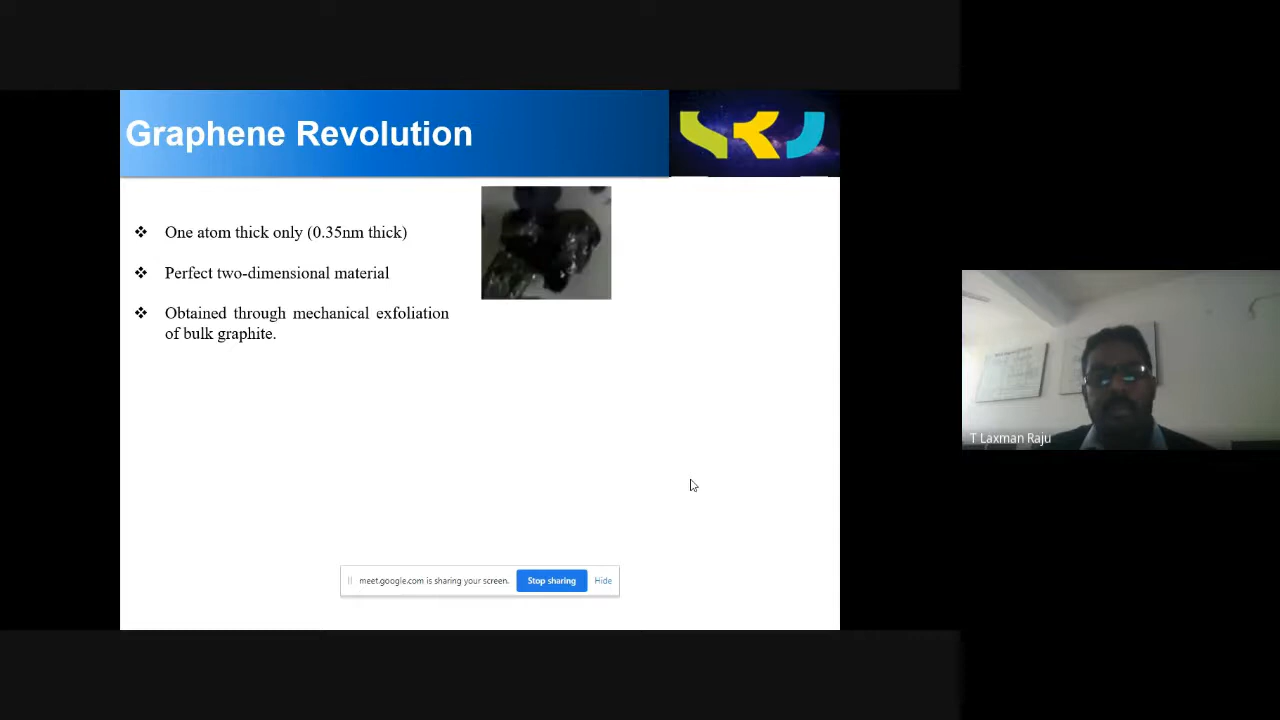 Graphene Revolution
❖ One atom thick only (0.35nm thick)
❖ Perfect two-dimensional material
❖ Obtained through mechanical exfoliation
of bulk graphite.
meet.google.com is sharing your screen.
Stop sharing
Hide
T Laxman Raju